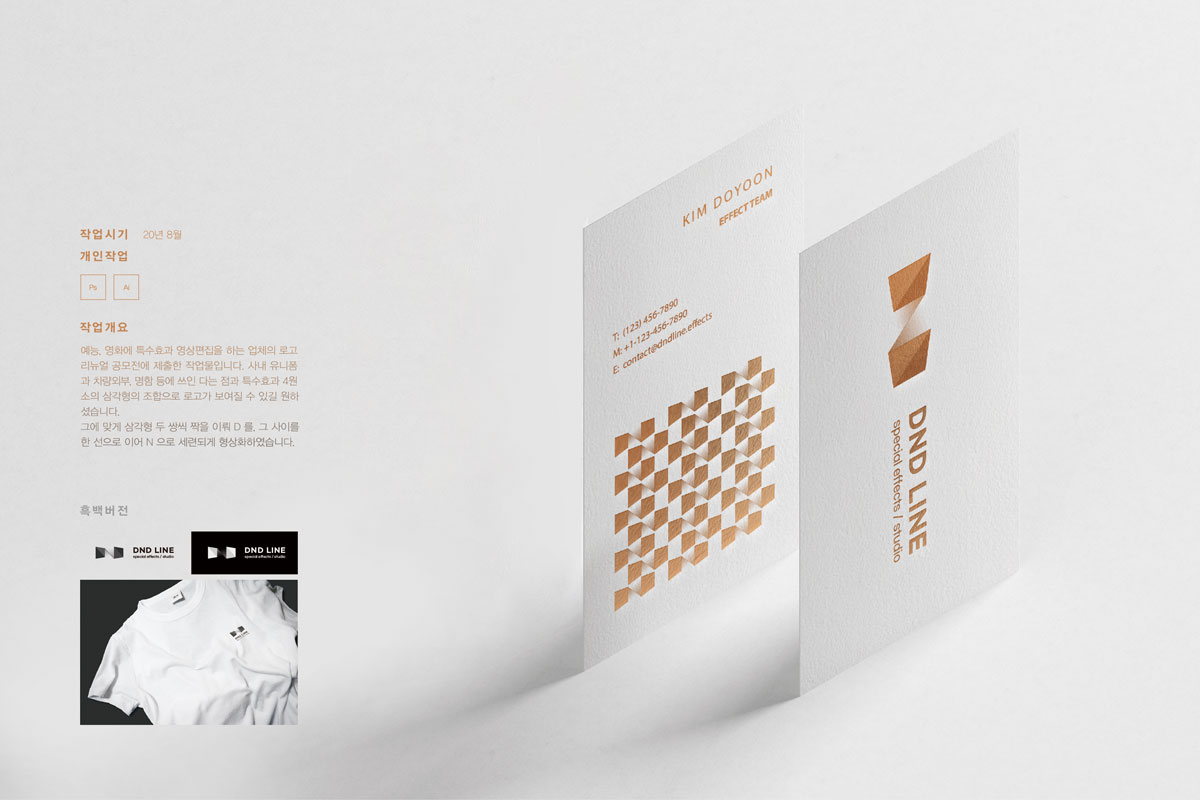 작업시기 20년 8월
개인작업
Ps Ai
작업개요
예능, 영화에 특수효과 영상편집을 하는 업체의 로고
리뉴얼 공모전에 제출한 작업물입니다. 사내 유니폼
과 차량외부, 명함 등에 쓰인 다는 점과 특수효과 4원
소의 삼각형의 조합으로 로고가 보여질 수 있길 원하
셨습니다.
그에 맞게 삼각형 두 쌍씩 짝을 이뤄 D 를, 그 사이를
한 선으로 이어 N 으로 세련되게 형상화하였습니다.
흑백버전
DND LINE
special effects / studio
DND LINE
special effects / studio
DND LINE
KIM DOYOON
EFFECT TEAM
T: (123) 456-7890
M: +1-123-456-7890
E: contact@dndline.effects
DND LINE
special effects / studio